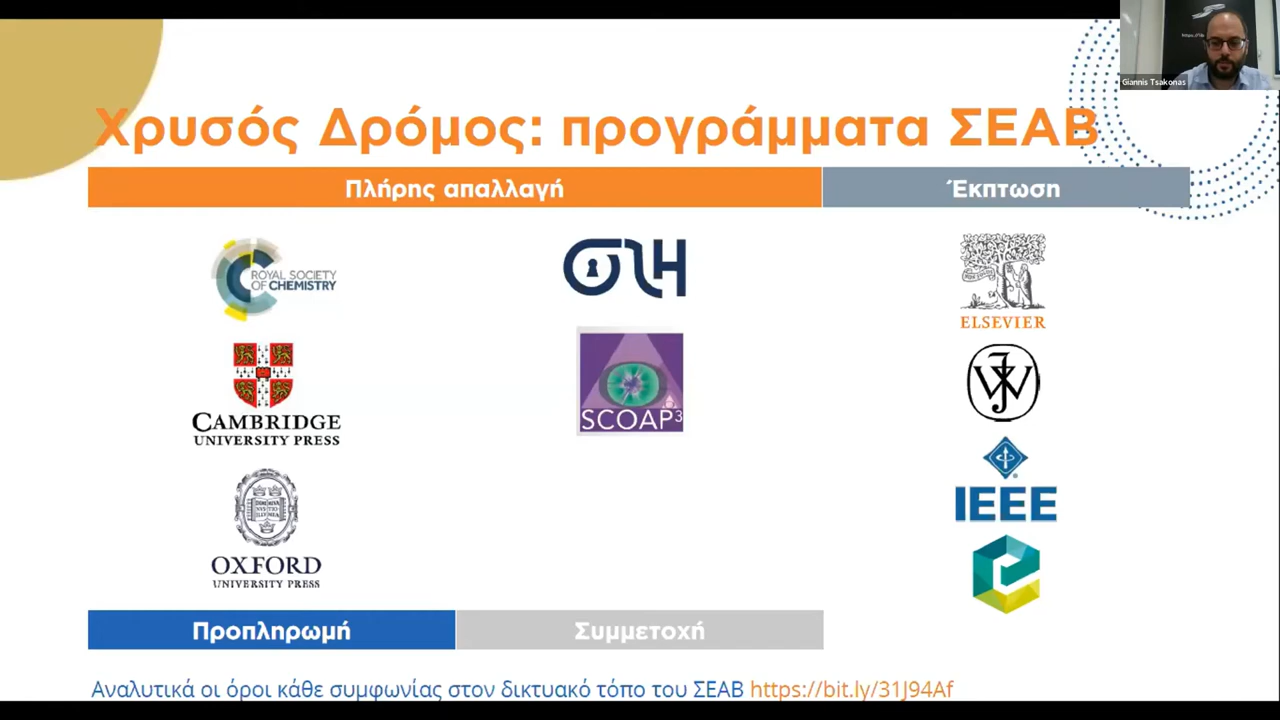 Giannis Tsakonas
Χρυσός Δρόμος: προγράμματα ΣΕΑΒ
Πλήρης απαλλαγή
Έκπτωση
ROYAL SOCIETY
OF CHEMISTRY
CAMBRIDGE
UNIVERSITY PRESS
OXFORD
UNIVERSITY PRESS
OLH
SCOAP3
ELSEVIER
IEEE
Προπληρωμή
Συμμετοχή
Αναλυτικά οι όροι κάθε συμφωνίας στον δικτυακό τόπο του ΣΕΑΒ https://bit.ly/31J94Af